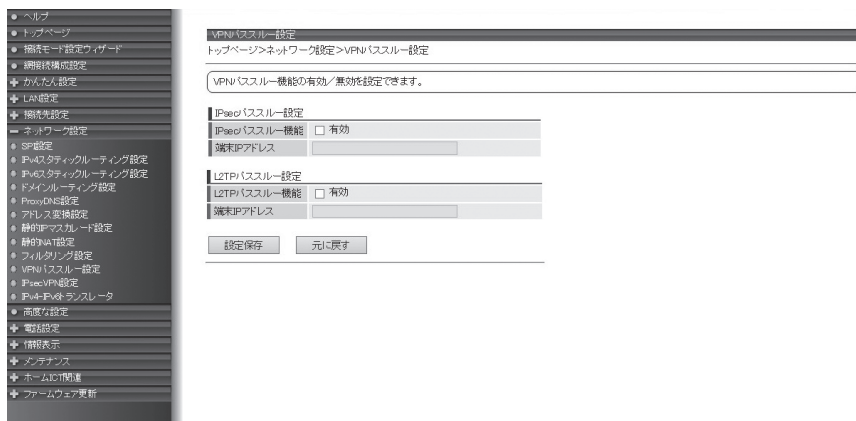 ヘルプ
トップページ
接続モード設定ウィザード
網接続構成設定
かんたん設定
LAN設定
接続先設定
ネットワーク設定
SPI設定
IPv4スタティックルーティング設定
IPv6スタティックルーティング設定
ドメインルーティング設定
ProxyDNS設定
アドレス変換設定
静的IPマスカレード設定
静的NAT設定
フィルタリング設定
VPNパススルー設定
IPsecVPN設定
IPv4-IPv6トランスレータ
高度な設定
電話設定
情報表示
メンテナンス
ホームICT関連
ファームウェア更新
VPNパススルー設定
トップページ>ネットワーク設定>VPNパススルー設定
VPNパススルー機能の有効/無効を設定できます。
IPsecパススルー設定
IPsecパススルー機能 有効
端末IPアドレス
L2TPパススルー設定
L2TPパススルー機能 有効
端末IPアドレス
設定保存 元に戻す